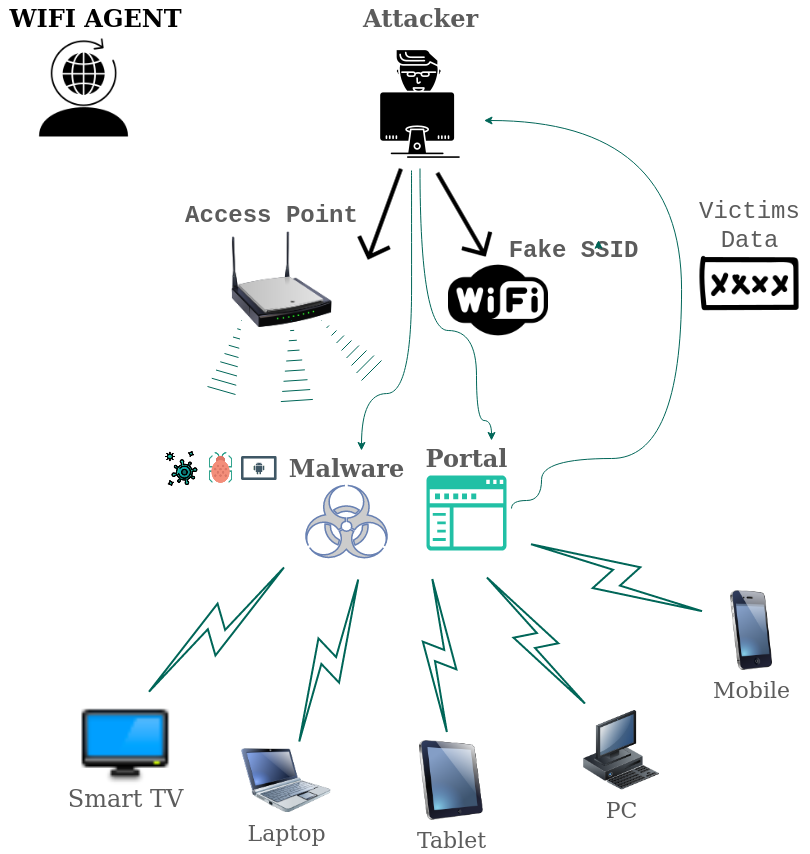 WIFI AGENT
Attacker
Access Point
Fake SSID
WiFi
Victims
Data
xxxx
Malware
Portal
Mobile
Smart TV
Laptop
Tablet
PC